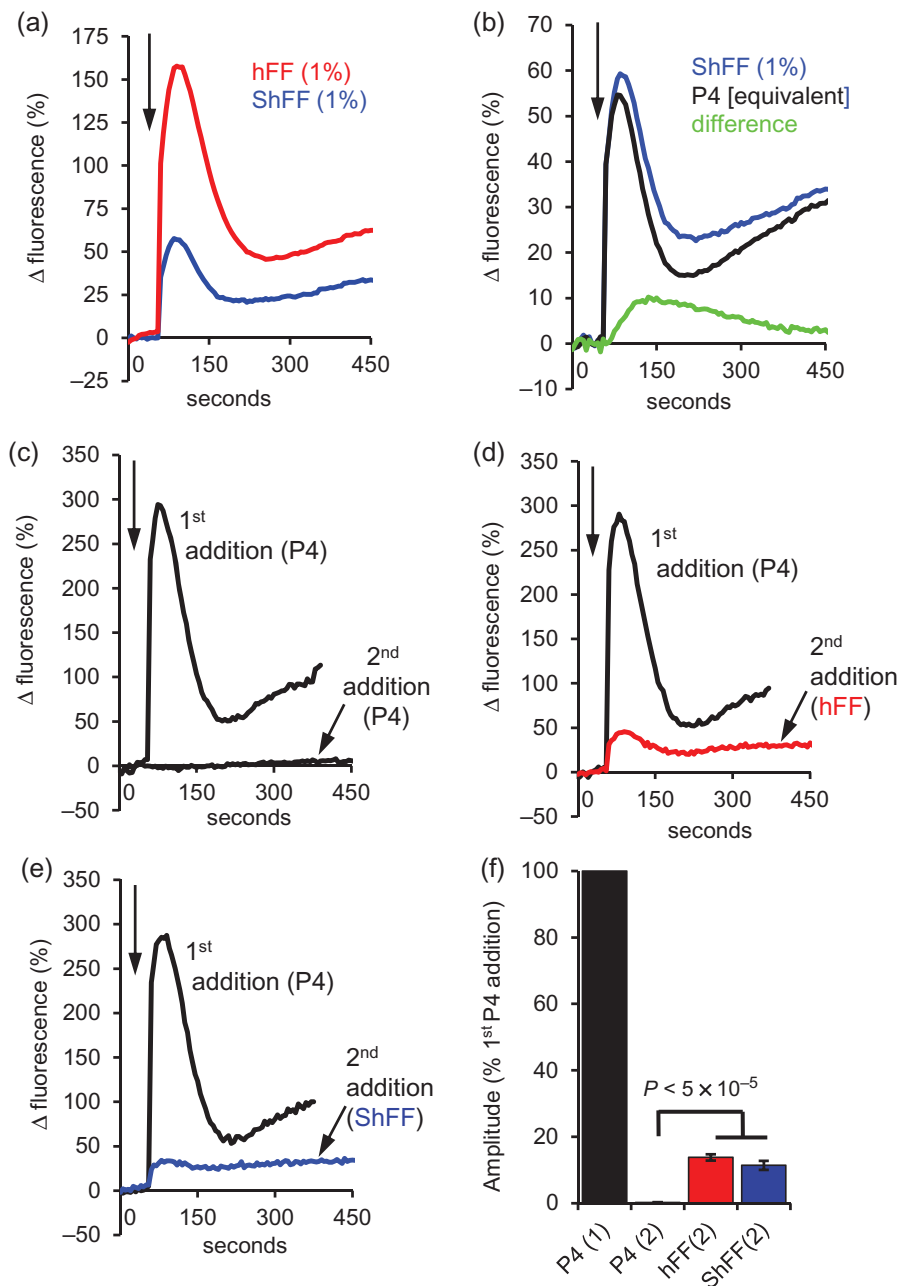 (a)
175
150
125
100
75
50
25
0
–25
Δ fluorescence (%)
hFF (1%)
ShFF (1%)
0 150 300 450
seconds
(b)
70
60
50
40
30
20
10
0
–10
Δ fluorescence (%)
ShFF (1%)
P4 [equivalent]
difference
0 150 300 450
seconds
(c)
350
300
250
200
150
100
50
0
–50
Δ fluorescence (%)
1st
addition (P4)
2nd
addition
(P4)
0 150 300 450
seconds
(d)
350
300
250
200
150
100
50
0
–50
Δ fluorescence (%)
1st
addition (P4)
2nd
addition
(hFF)
0 150 300 450
seconds
(e)
350
300
250
200
150
100
50
0
–50
Δ fluorescence (%)
1st
addition (P4)
2nd
addition
(ShFF)
0 150 300 450
seconds
(f)
100
80
60
40
20
0
Amplitude (% 1st P4 addition)
P < 5 × 10–5
P4 (1)
P4 (2)
hFF(2)
ShFF(2)